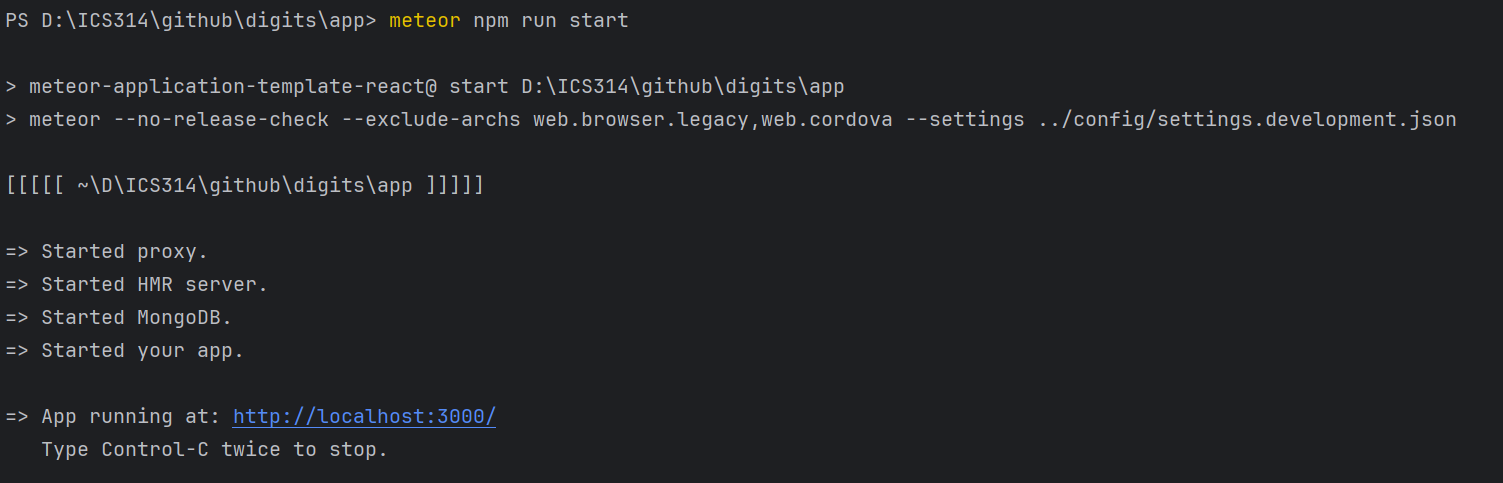 PS D:\ICS314\github\digits\app> meteor npm run start
> meteor-application-template-react@ start D:\ICS314\github\digits\app
> meteor --no-release-check --exclude-archs web.browser.legacy,web.cordova --settings ../config/settings.development.json
[[[[[ ~\D\ICS314\github\digits\app ]]]]]
=> Started proxy.
=> Started HMR server.
=> Started MongoDB.
=> Started your app.
=> App running at: http://localhost:3000/
   Type Control-C twice to stop.